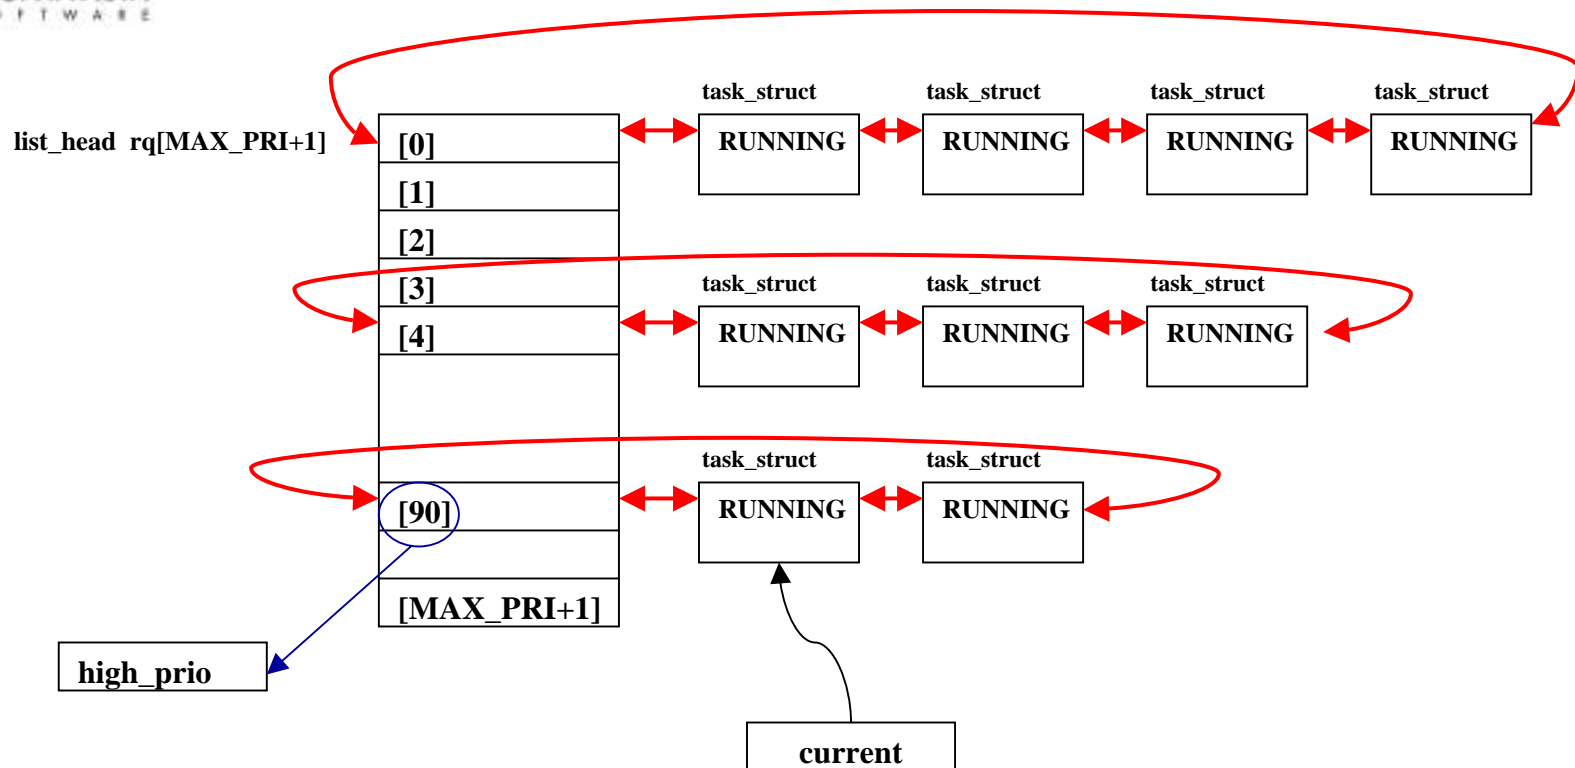 SOFTWARE
task_struct task_struct task_struct task_struct
list_head rq[MAX_PRI+1] [0] RUNNING RUNNING RUNNING RUNNING
[1]
[2]
[3] task_struct task_struct task_struct
[4] RUNNING RUNNING RUNNING
task_struct task_struct
[90] RUNNING RUNNING
[MAX_PRI+1]
high_prio
current